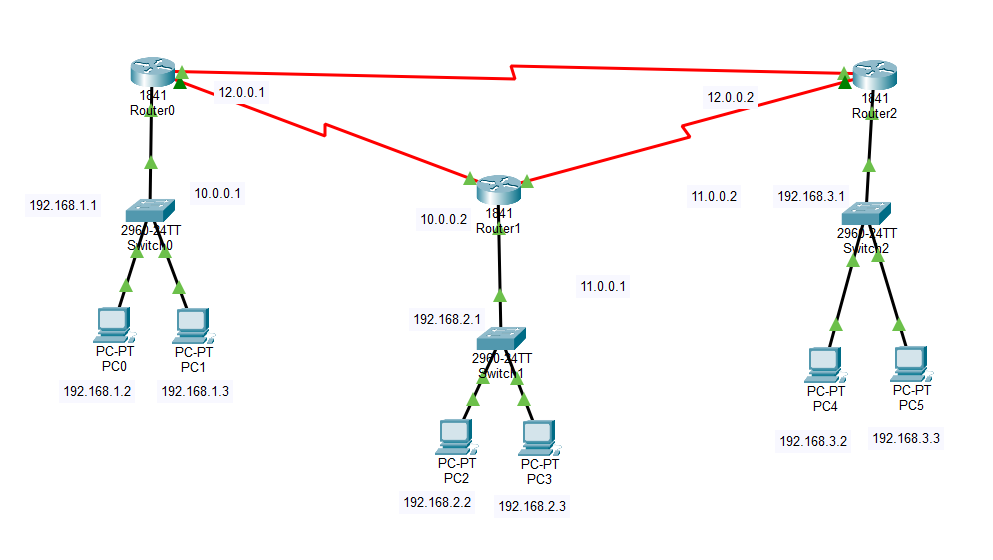 12.0.0.1
12.0.0.2
1841
Router0
1841
Router2
10.0.0.1
192.168.1.1
11.0.0.2
192.168.3.1
10.0.0.2
1841
Router1
2960-24TT
Switch0
2960-24TT
Switch2
11.0.0.1
192.168.2.1
2960-24TT
Switch1
PC-PT
PC0
PC-PT
PC1
192.168.1.2
192.168.1.3
PC-PT
PC4
PC-PT
PC5
192.168.3.2
192.168.3.3
PC-PT
PC2
PC-PT
PC3
192.168.2.2
192.168.2.3